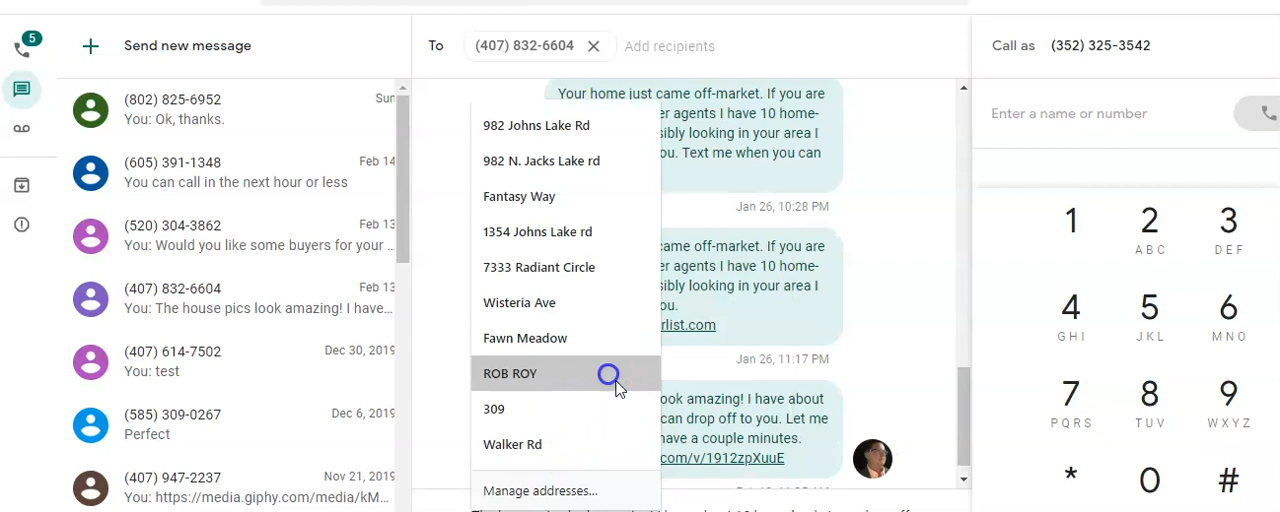 5
Send new message
(802) 825-6952
Sun
You: Ok, thanks.
(605) 391-1348
Feb 14
You can call in the next hour or less
(520) 304-3862
Feb 13
You: Would you like some buyers for your ...
(407) 832-6604
Feb 13
You: The house pics look amazing! I have...
(407) 614-7502
Dec 30, 2019
You: test
(585) 309-0267
Dec 6, 2019
Perfect
(407) 947-2237
Nov 21, 2019
You: https://media.giphy.com/media/kM...
To
(407) 832-6604
Add recipients
Your home just came off-market. If you are
er agents I have 10 home-
sibly looking in your area I
ou. Text me when you can
Jan 26, 10:28 PM
came off-market. If you are
er agents I have 10 home-
sibly looking in your area I
ou.
rlist.com
Jan 26, 11:17 PM
ook amazing! I have about
can drop off to you. Let me
have a couple minutes.
com/v/1912zpXuuE
982 Johns Lake Rd
982 N. Jacks Lake rd
Fantasy Way
1354 Johns Lake rd
7333 Radiant Circle
Wisteria Ave
Fawn Meadow
ROB ROY
309
Walker Rd
Manage addresses...
Call as
(352) 325-3542
Enter a name or number
1
2
ABC
3
DEF
4
GHI
5
JKL
6
MNO
7
PQRS
8
TUV
9
WXYZ
*
0
#